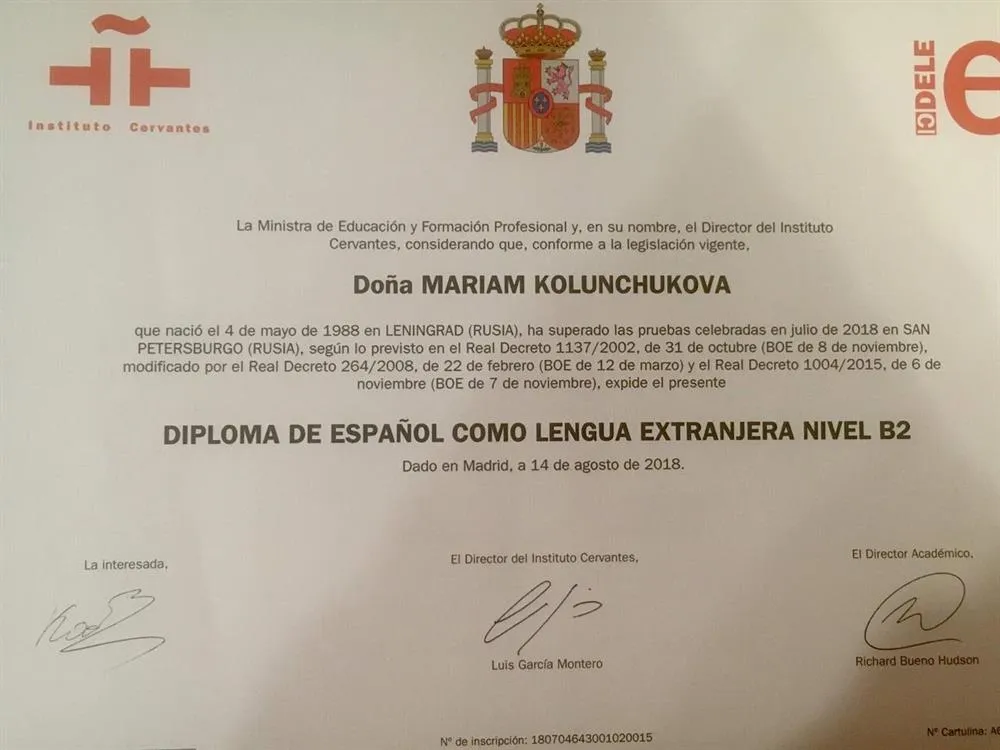 Instituto Cervantes
DELE
La Ministra de Educación y Formación Profesional y, en su nombre, el Director del Instituto
Cervantes, considerando que, conforme a la legislación vigente,
Doña MARIAM KOLUNCHUKOVA
que nació el 4 de mayo de 1988 en LENINGRAD (RUSIA), ha superado las pruebas celebradas en julio de 2018 en SAN
PETERSBURGO (RUSIA), según lo previsto en el Real Decreto 1137/2002, de 31 de octubre (BOE de 8 de noviembre),
modificado por el Real Decreto 264/2008, de 22 de febrero (BOE de 12 de marzo) y el Real Decreto 1004/2015, de 6 de
noviembre (BOE de 7 de noviembre), expide el presente
DIPLOMA DE ESPAÑOL COMO LENGUA EXTRANJERA NIVEL B2
Dado en Madrid, a 14 de agosto de 2018.
La interesada,
El Director del Instituto Cervantes,
El Director Académico,
Luis García Montero
Richard Bueno Hudson
Nº de inscripción: 180704643001020015
Nº Cartulina: